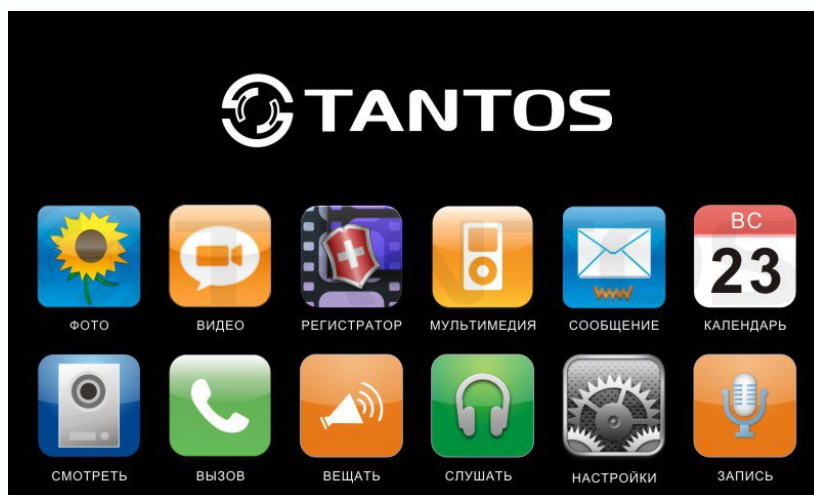 TANTOS
ВС
23
ФОТО ВИДЕО РЕГИСТРАТОР МУЛЬТИМЕДИЯ СООБЩЕНИЕ КАЛЕНДАРЬ
СМОТРЕТЬ ВЫЗОВ ВЕЩАТЬ СЛУШАТЬ НАСТРОЙКИ ЗАПИСЬ